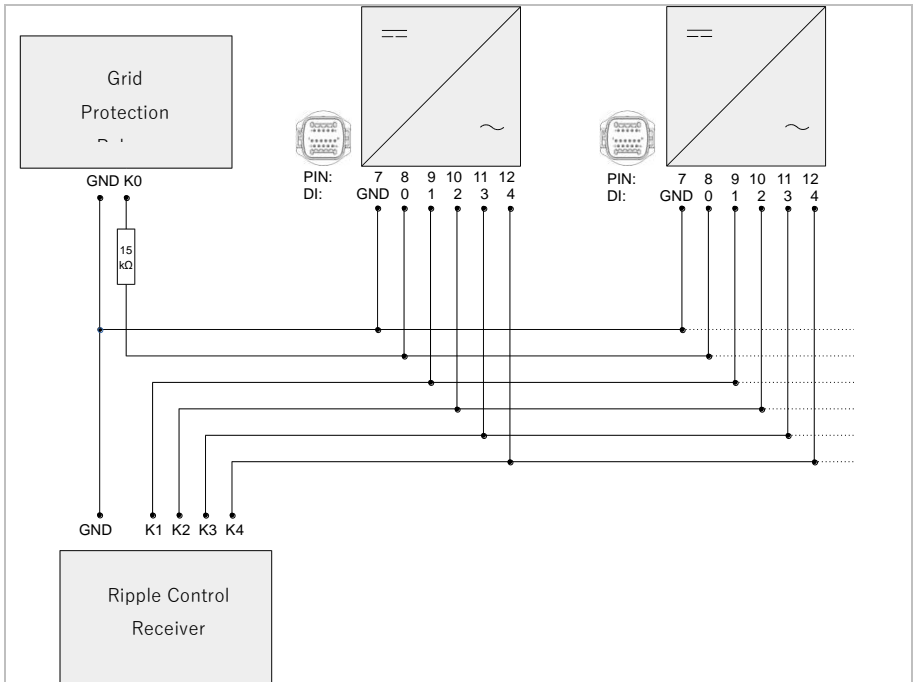 Grid
Protection
GND K0
15
kΩ
PIN: 7 8 9 10 11 12
DI: GND 0 1 2 3 4
PIN: 7 8 9 10 11 12
DI: GND 0 1 2 3 4
GND K1 K2 K3 K4
Ripple Control
Receiver